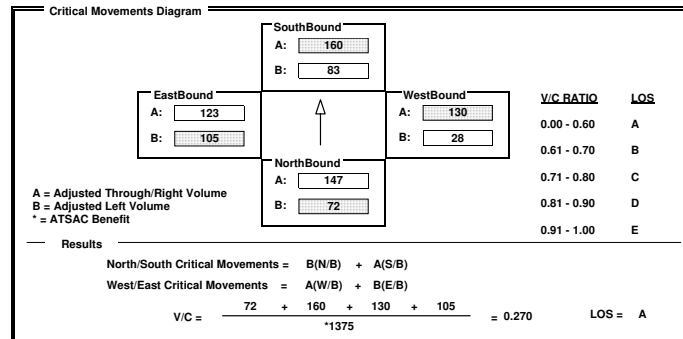 Critical Movements Diagram
SouthBound
A: 160
B: 83
EastBound
A: 123
B: 105
WestBound
A: 130
B: 28
NorthBound
A: 147
B: 72
V/C RATIO LOS
0.00 - 0.60 A
0.61 - 0.70 B
0.71 - 0.80 C
0.81 - 0.90 D
0.91 - 1.00 E
A = Adjusted Through/Right Volume
B = Adjusted Left Volume
* = ATSAC Benefit
Results
North/South Critical Movements = B(N/B) + A(S/B)
West/East Critical Movements = A(W/B) + B(E/B)
72 + 160 + 130 + 105
V/C = = 0.270 LOS = A
*1375